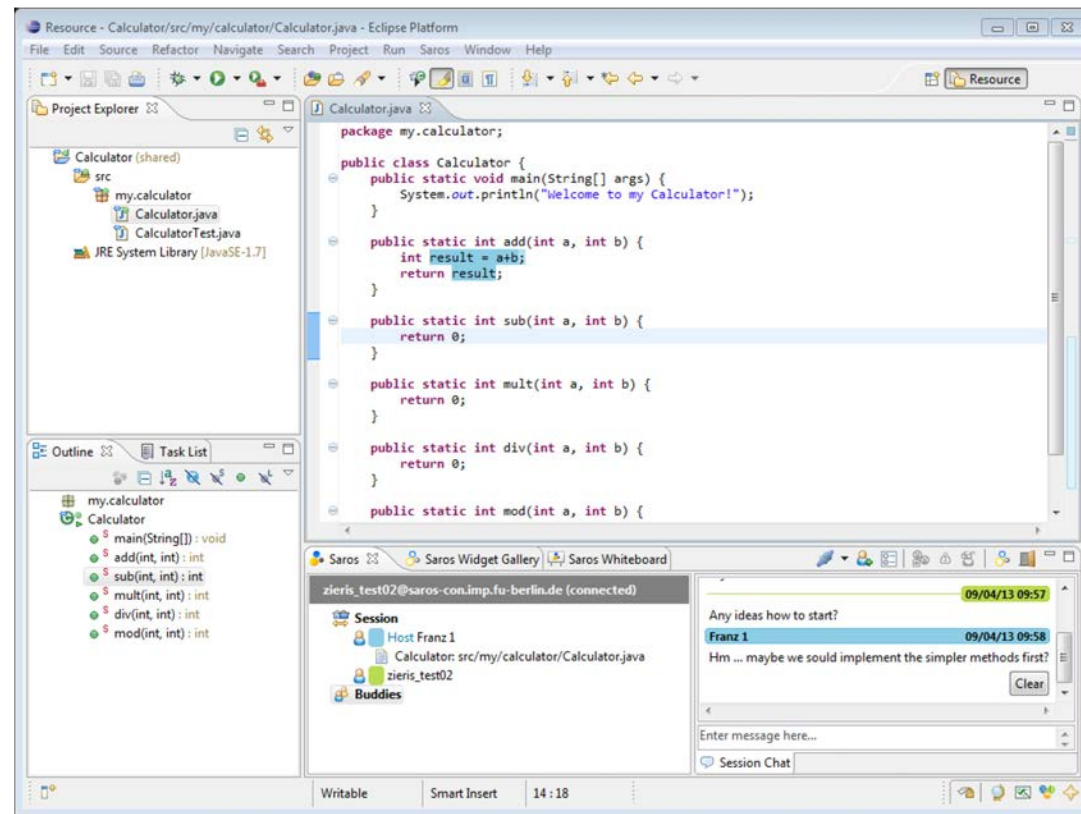 Resource - Calculator/src/my/calculator/Calculator.java - Eclipse Platform
File Edit Source Refactor Navigate Search Project Run Saros Window Help
Resource
Project Explorer
Calculator (shared)
src
my.calculator
Calculator.java
CalculatorTest.java
JRE System Library [JavaSE-1.7]
Calculator.java
package my.calculator;
public class Calculator {
public static void main(String[] args) {
System.out.println("Welcome to my Calculator!");
}
public static int add(int a, int b) {
int result = a+b;
return result;
}
public static int sub(int a, int b) {
return 0;
}
public static int mult(int a, int b) {
return 0;
}
public static int div(int a, int b) {
return 0;
}
public static int mod(int a, int b) {
Outline Task List
my.calculator
Calculator
S main(String[]) : void
S add(int, int) : int
S sub(int, int) : int
S mult(int, int) : int
S div(int, int) : int
S mod(int, int) : int
Saros Saros Widget Gallery Saros Whiteboard
zieris_test02@saros-con.imp.fu-berlin.de (connected)
Session
Host Franz 1
Calculator: src/my/calculator/Calculator.java
zieris_test02
Buddies
09/04/13 09:57
Any ideas how to start?
Franz 1 09/04/13 09:58
Hm ... maybe we sould implement the simpler methods first?
Clear
Enter message here...
Session Chat
Writable Smart Insert 14 : 18